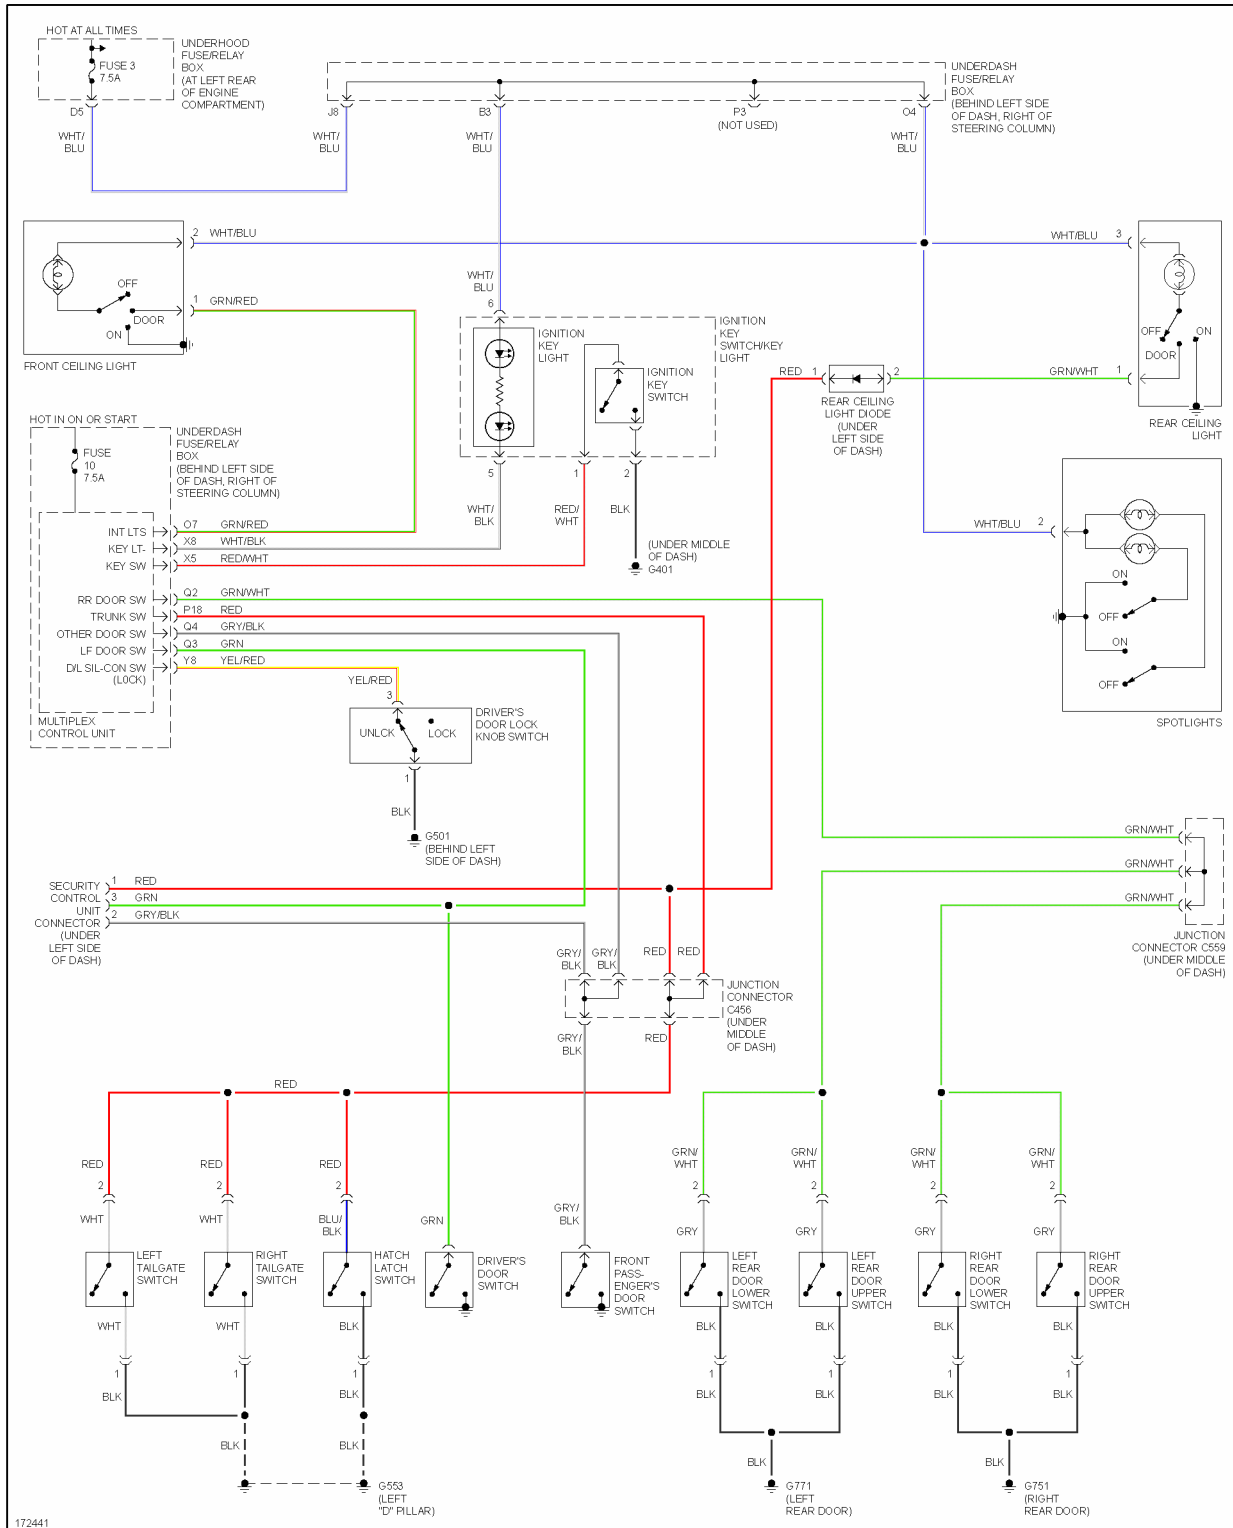 HOT AT ALL TIMES
FUSE 3
7.5A
UNDERHOOD
FUSE/RELAY
BOX
(AT LEFT REAR
OF ENGINE
COMPARTMENT)
UNDERDASH
FUSE/RELAY
BOX
(BEHIND LEFT SIDE
OF DASH, RIGHT OF
STEERING COLUMN)
D5
J8
B3
P3
(NOT USED)
O4
WHT/
BLU
WHT/
BLU
WHT/
BLU
WHT/
BLU
2
WHT/BLU
WHT/BLU
3
OFF
DOOR
ON
1
GRN/RED
FRONT CEILING LIGHT
WHT/
BLU
6
IGNITION
KEY
LIGHT
IGNITION
KEY
SWITCH
IGNITION
KEY
SWITCH/KEY
LIGHT
OFF
ON
DOOR
RED
1
2
GRN/WHT
1
REAR CEILING
LIGHT DIODE
(UNDER
LEFT SIDE
OF DASH)
REAR CEILING
LIGHT
HOT IN ON OR START
FUSE
10
7.5A
UNDERDASH
FUSE/RELAY
BOX
(BEHIND LEFT SIDE
OF DASH, RIGHT OF
STEERING COLUMN)
5
1
2
WHT/
BLK
RED/
WHT
BLK
(UNDER MIDDLE
OF DASH)
G401
WHT/BLU
2
ON
OFF
ON
OFF
SPOTLIGHTS
INT LTS
O7
GRN/RED
KEY LT-
X8
WHT/BLK
KEY SW
X5
RED/WHT
RR DOOR SW
Q2
GRN/WHT
TRUNK SW
P18
RED
OTHER DOOR SW
Q4
GRY/BLK
LF DOOR SW
Q3
GRN
D/L SIL-CON SW
(LOCK)
Y8
YEL/RED
MULTIPLEX
CONTROL UNIT
YEL/RED
3
UNLCK
LOCK
DRIVER'S
DOOR LOCK
KNOB SWITCH
1
BLK
G501
(BEHIND LEFT
SIDE OF DASH)
GRN/WHT
GRN/WHT
GRN/WHT
JUNCTION
CONNECTOR C559
(UNDER MIDDLE
OF DASH)
SECURITY
CONTROL
UNIT
CONNECTOR
(UNDER
LEFT SIDE
OF DASH)
1
RED
3
GRN
2
GRY/BLK
GRY/
BLK
GRY/
BLK
RED
RED
JUNCTION
CONNECTOR
C456
(UNDER
MIDDLE
OF DASH)
GRY/
BLK
RED
RED
RED
2
RED
2
RED
2
GRN/
WHT
2
GRN/
WHT
2
GRN/
WHT
2
GRN/
WHT
2
WHT
WHT
BLU/
BLK
GRN
GRY/
BLK
GRY
GRY
GRY
GRY
LEFT
TAILGATE
SWITCH
RIGHT
TAILGATE
SWITCH
HATCH
LATCH
SWITCH
DRIVER'S
DOOR
SWITCH
FRONT
PASS-
ENGER'S
DOOR
SWITCH
LEFT
REAR
DOOR
LOWER
SWITCH
LEFT
REAR
DOOR
UPPER
SWITCH
RIGHT
REAR
DOOR
LOWER
SWITCH
RIGHT
REAR
DOOR
UPPER
SWITCH
WHT
WHT
BLK
BLK
BLK
BLK
BLK
1
1
1
1
1
1
1
BLK
BLK
BLK
BLK
BLK
BLK
BLK
BLK
BLK
BLK
G553
(LEFT
"D" PILLAR)
G771
(LEFT
REAR DOOR)
G751
(RIGHT
REAR DOOR)
172441